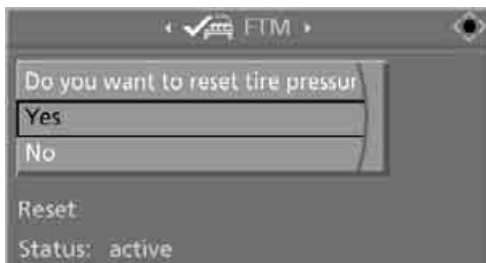 FTM
Do you want to reset tire pressur
Yes
No
Reset
Status: active